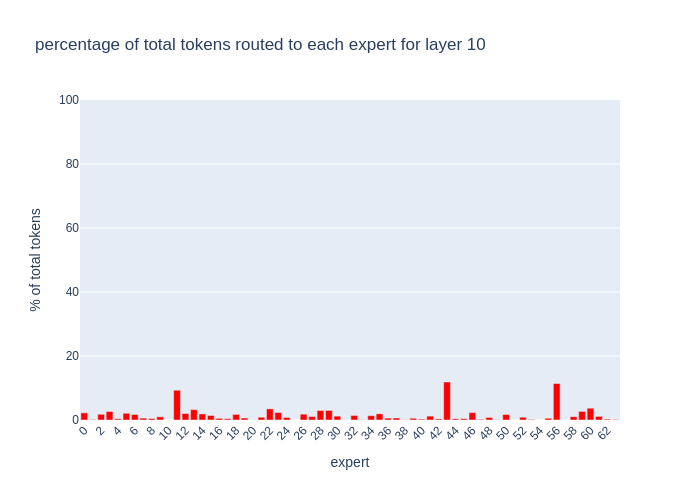 percentage of total tokens routed to each expert for layer 10
100
80
60
40
20
0
% of total tokens
0 2 4 6 8 10 12 14 16 18 20 22 24 26 28 30 32 34 36 38 40 42 44 46 48 50 52 54 56 58 60 62
expert